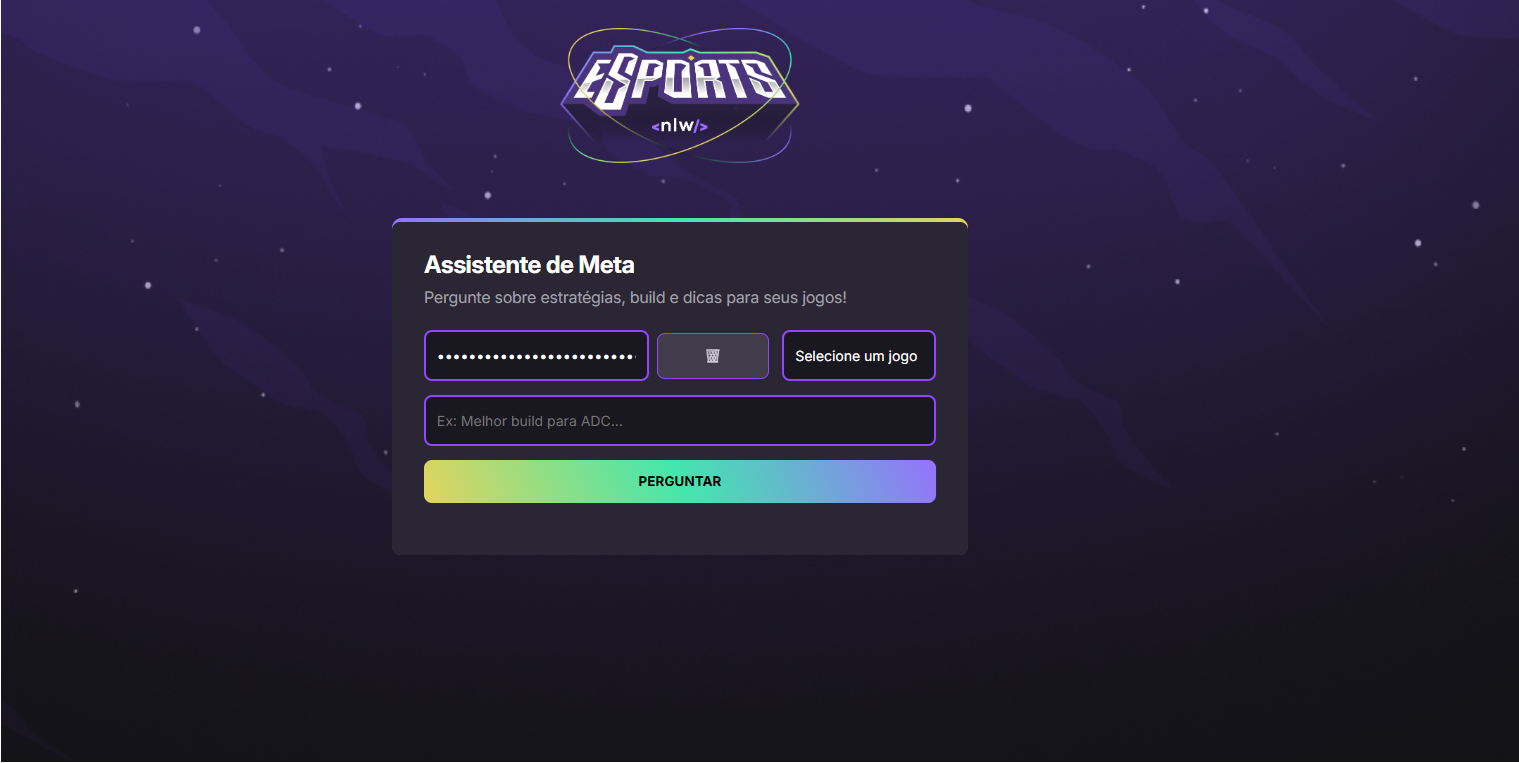 ESPORTS
<nlw/>
Assistente de Meta
Pergunte sobre estratégias, build e dicas para seus jogos!
••••••••••••••••••••••••••
Selecione um jogo
Ex: Melhor build para ADC...
PERGUNTAR